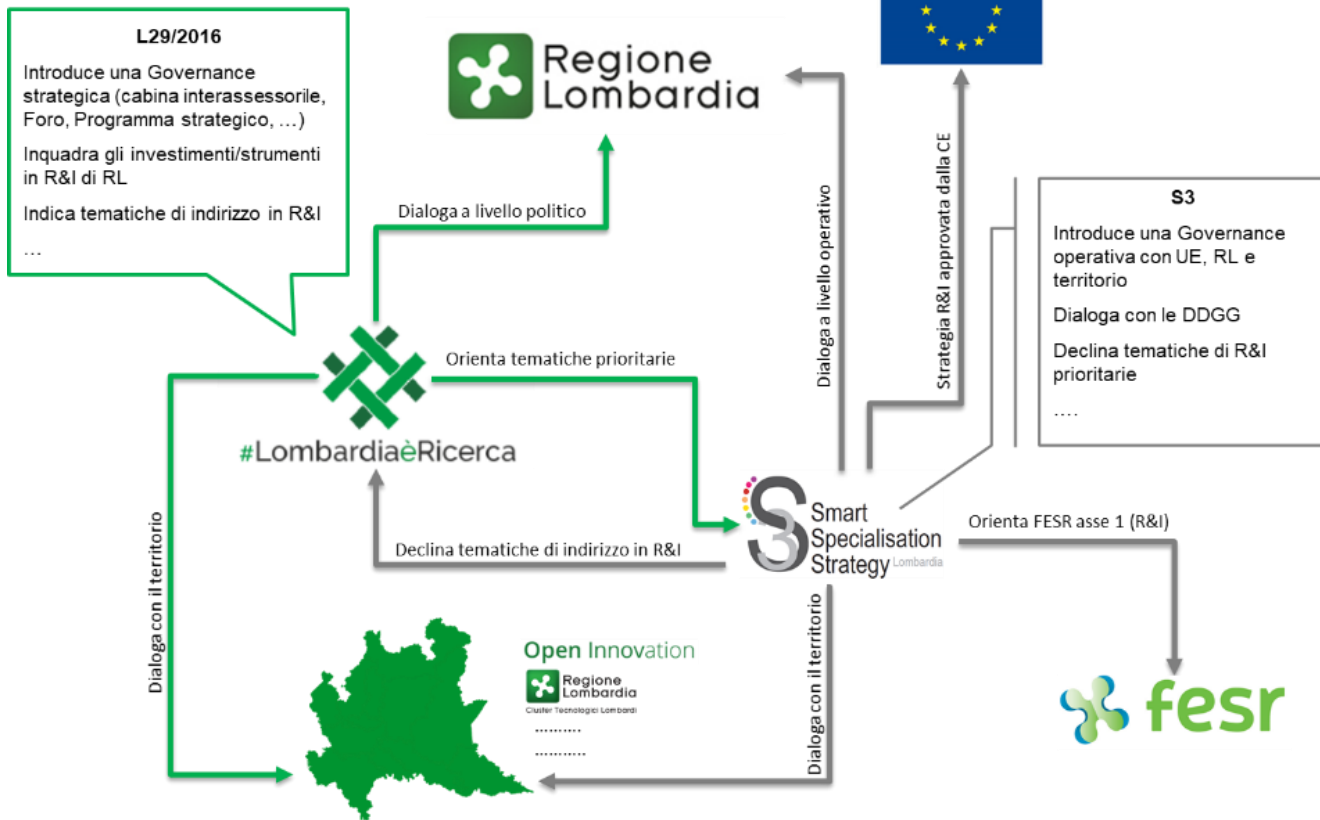 L29/2016
Introduce una Governance
strategica (cabina interassessorile,
Foro, Programma strategico, …)
Inquadra gli investimenti/strumenti
in R&I di RL
Indica tematiche di indirizzo in R&I
…
Regione
Lombardia
Dialoga a livello politico
Dialoga a livello operativo
Strategia R&I approvata dalla CE
S3
Introduce una Governance
operativa con UE, RL e
territorio
Dialoga con le DDGG
Declina tematiche di R&I
prioritarie
….
Orienta tematiche prioritarie
#LombardiaèRicerca
S3
Smart
Specialisation
Strategy Lombardia
Orienta FESR asse 1 (R&I)
Declina tematiche di indirizzo in R&I
Dialoga con il territorio
Dialoga con il territorio
Open Innovation
Regione
Lombardia
Cluster Tecnologici Lombardi
..........
...........
fesr